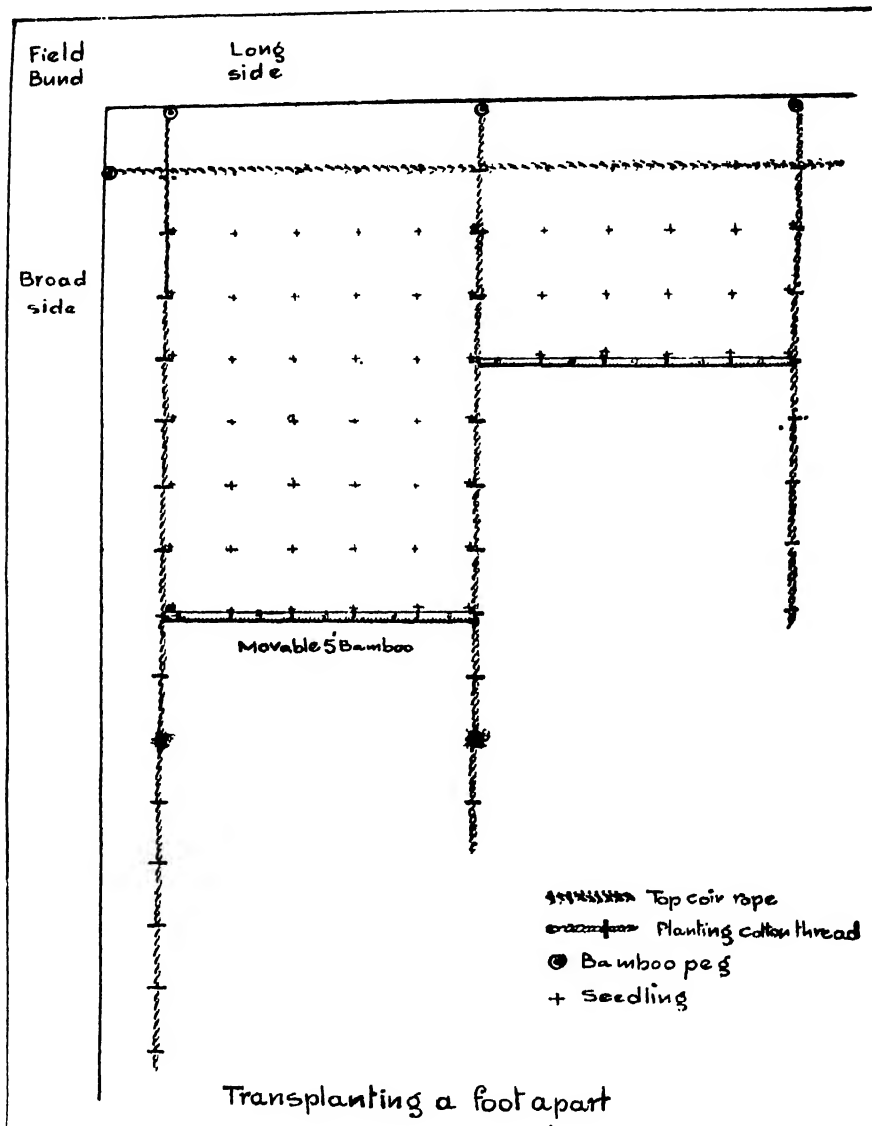 Field
Bund
Long
side
Broad
side
Movable 5' Bamboo
Top coir rope
Planting cotton thread
Bamboo peg
+ Seedling
Transplanting a foot apart